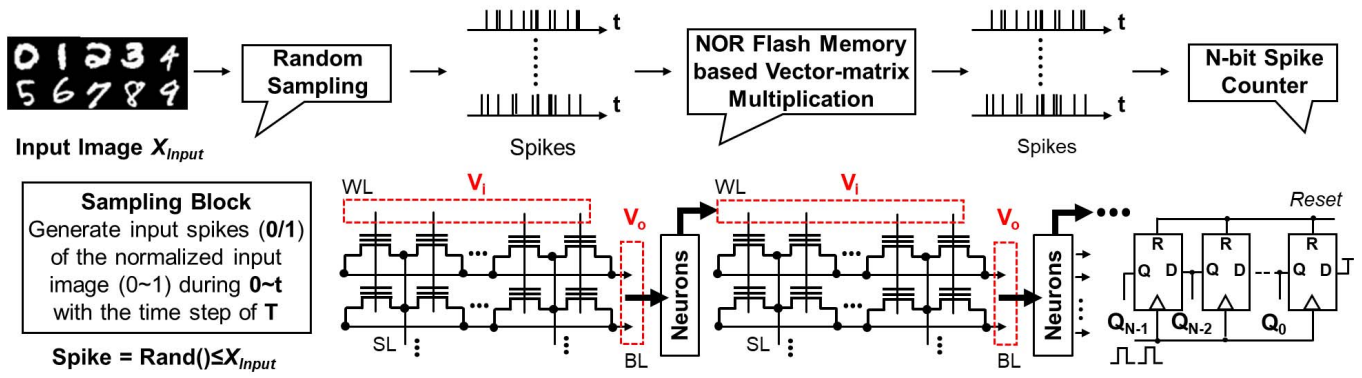 0 1 2 3 4
5 6 7 8 9
Input Image X_Input
Random
Sampling
t
t
Spikes
NOR Flash Memory
based Vector-matrix
Multiplication
t
t
Spikes
N-bit Spike
Counter
Sampling Block
Generate input spikes (0/1)
of the normalized input
image (0~1) during 0~t
with the time step of T
Spike = Rand()≤X_Input
WL
V_i
V_o
SL
BL
Neurons
WL
V_i
V_o
SL
BL
Neurons
Reset
R
Q D
R
Q D
R
Q D
Q_N-1
Q_N-2
Q_0